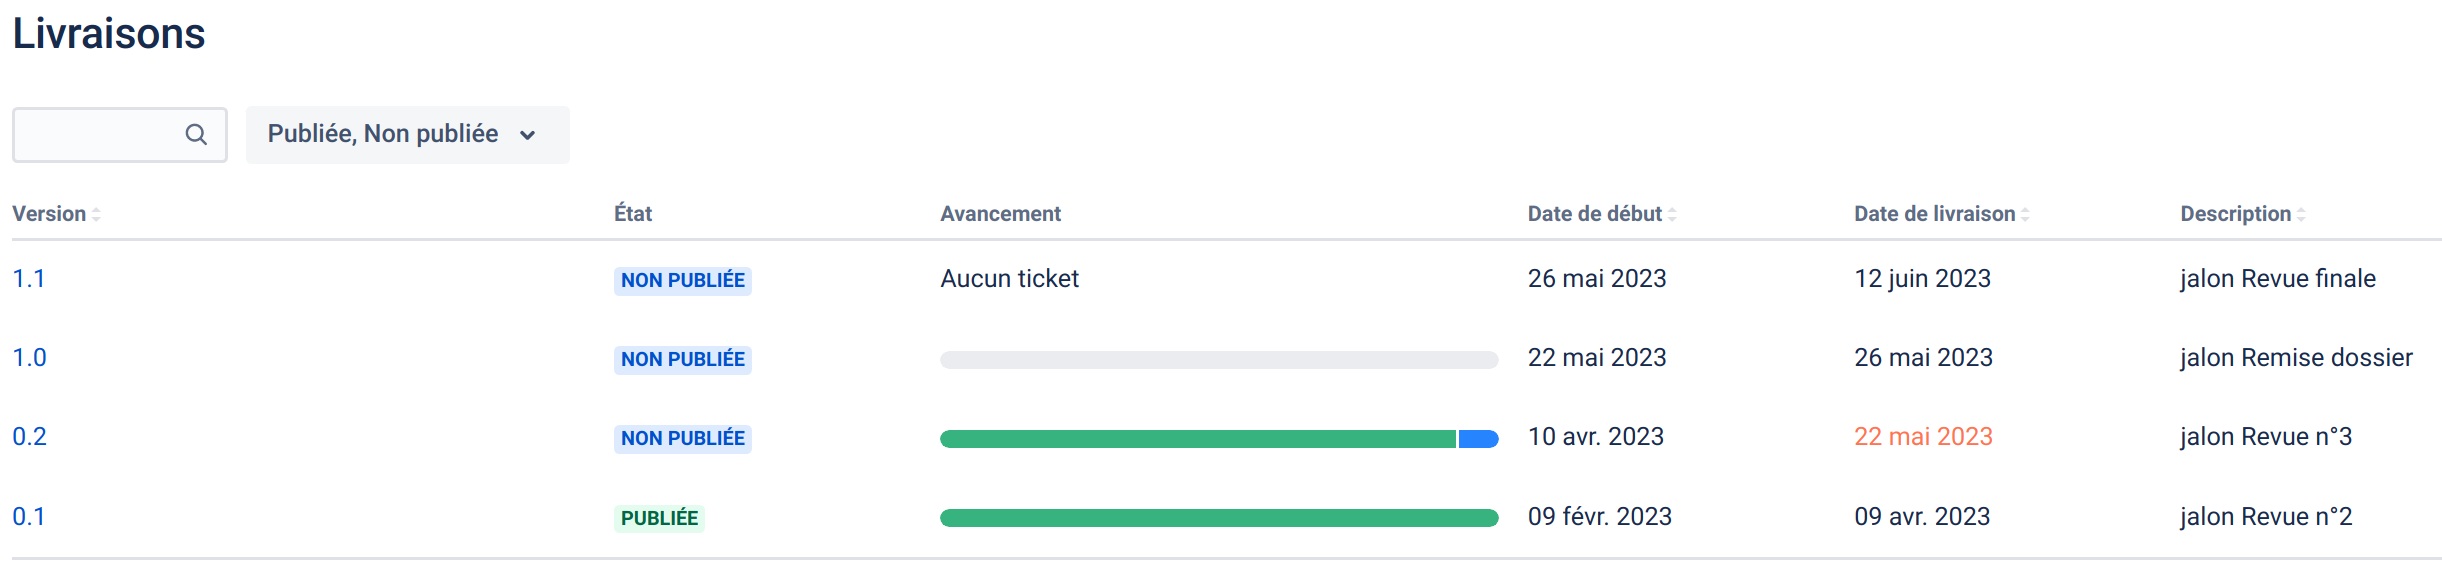 Livraisons
Publiée, Non publiée
Version État Avancement Date de début Date de livraison Description
1.1 NON PUBLIÉE Aucun ticket 26 mai 2023 12 juin 2023 jalon Revue finale
1.0 NON PUBLIÉE 22 mai 2023 26 mai 2023 jalon Remise dossier
0.2 NON PUBLIÉE 10 avr. 2023 22 mai 2023 jalon Revue n°3
0.1 PUBLIÉE 09 févr. 2023 09 avr. 2023 jalon Revue n°2